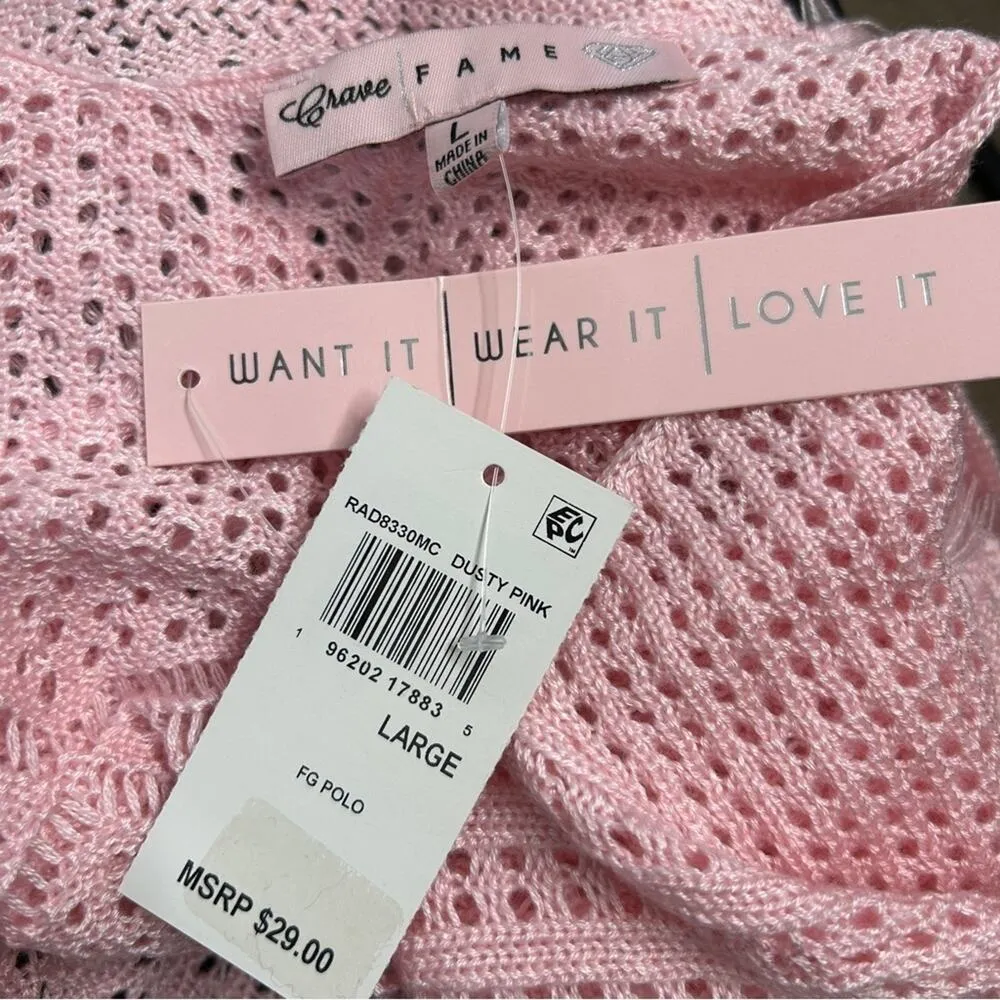 Crave | FAME
L
MADE IN
CHINA
WANT IT | WEAR IT | LOVE IT
EPC™
RAD8330MC DUSTY PINK
1 96202 17883 5
LARGE
FG POLO
MSRP $29.00